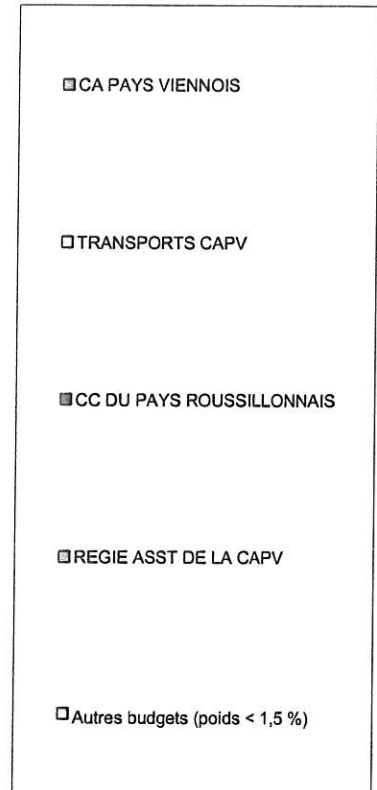 CA PAYS VIENNOIS
TRANSPORTS CAPV
CC DU PAYS ROUSSILLONNAIS
REGIE ASST DE LA CAPV
Autres budgets (poids < 1,5 %)